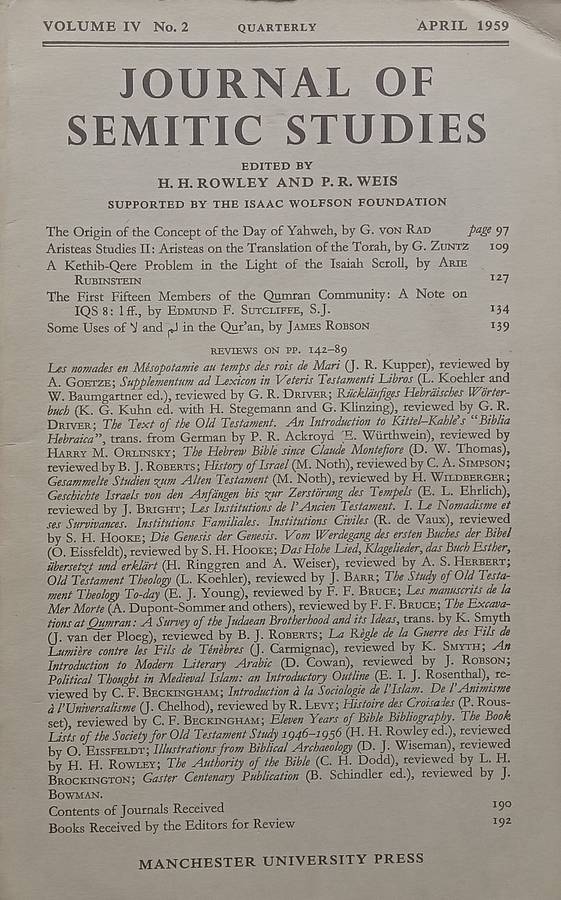 VOLUME IV No. 2 QUARTERLY APRIL 1959
JOURNAL OF
SEMITIC STUDIES
EDITED BY
H. H. ROWLEY AND P. R. WEIS
SUPPORTED BY THE ISAAC WOLFSON FOUNDATION
The Origin of the Concept of the Day of Yahweh, by G. VON RAD page 97
Aristeas Studies II: Aristeas on the Translation of the Torah, by G. ZUNTZ 109
A Kethib-Qere Problem in the Light of the Isaiah Scroll, by ARIE
RUBINSTEIN 127
The First Fifteen Members of the Qumran Community: A Note on
IQS 8: 1 ff., by EDMUND F. SUTCLIFFE, S.J. 134
Some Uses of and in the Qur'an, by JAMES ROBSON 139
REVIEWS ON PP. 142–89
Les nomades en Mésopotamie au temps des rois de Mari (J. R. Kupper), reviewed by
A. GOETZE; Supplementum ad Lexicon in Veteris Testamenti Libros (L. Koehler and
W. Baumgartner ed.), reviewed by G. R. DRIVER; Rückläufiges Hebräisches Wörter-
buch (K. G. Kuhn ed. with H. Stegemann and G. Klinzing), reviewed by G. R.
DRIVER; The Text of the Old Testament. An Introduction to Kittel–Kahle's "Biblia
Hebraica", trans. from German by P. R. Ackroyd (E. Würthwein), reviewed by
HARRY M. ORLINSKY; The Hebrew Bible since Claude Montefiore (D. W. Thomas),
reviewed by B. J. ROBERTS; History of Israel (M. Noth), reviewed by C. A. SIMPSON;
Gesammelte Studien zum Alten Testament (M. Noth), reviewed by H. WILDBERGER;
Geschichte Israels von den Anfängen bis zur Zerstörung des Tempels (E. L. Ehrlich),
reviewed by J. BRIGHT; Les Institutions de l'Ancien Testament. I. Le Nomadisme et
ses Survivances. Institutions Familiales. Institutions Civiles (R. de Vaux), reviewed
by S. H. HOOKE; Die Genesis der Genesis. Vom Werdegang des ersten Buches der Bibel
(O. Eissfeldt), reviewed by S. H. HOOKE; Das Hohe Lied, Klagelieder, das Buch Esther,
übersetzt und erklärt (H. Ringgren and A. Weiser), reviewed by A. S. HERBERT;
Old Testament Theology (L. Koehler), reviewed by J. BARR; The Study of Old Testa-
ment Theology To-day (E. J. Young), reviewed by F. F. BRUCE; Les manuscrits de la
Mer Morte (A. Dupont-Sommer and others), reviewed by F. F. BRUCE; The Excava-
tions at Qumran: A Survey of the Judaean Brotherhood and its Ideas, trans. by K. Smyth
(J. van der Ploeg), reviewed by B. J. ROBERTS; La Règle de la Guerre des Fils de
Lumière contre les Fils de Ténèbres (J. Carmignac), reviewed by K. SMYTH; An
Introduction to Modern Literary Arabic (D. Cowan), reviewed by J. ROBSON;
Political Thought in Medieval Islam: an Introductory Outline (E. I. J. Rosenthal), re-
viewed by C. F. BECKINGHAM; Introduction à la Sociologie de l'Islam. De l'Animisme
à l'Universalisme (J. Chelhod), reviewed by R. LEVY; Histoire des Croisades (P. Rous-
set), reviewed by C. F. BECKINGHAM; Eleven Years of Bible Bibliography. The Book
Lists of the Society for Old Testament Study 1946–1956 (H. H. Rowley ed.), reviewed
by O. EISSFELDT; Illustrations from Biblical Archaeology (D. J. Wiseman), reviewed
by H. H. ROWLEY; The Authority of the Bible (C. H. Dodd), reviewed by L. H.
BROCKINGTON; Gaster Centenary Publication (B. Schindler ed.), reviewed by J.
BOWMAN.
Contents of Journals Received 190
Books Received by the Editors for Review 192
MANCHESTER UNIVERSITY PRESS